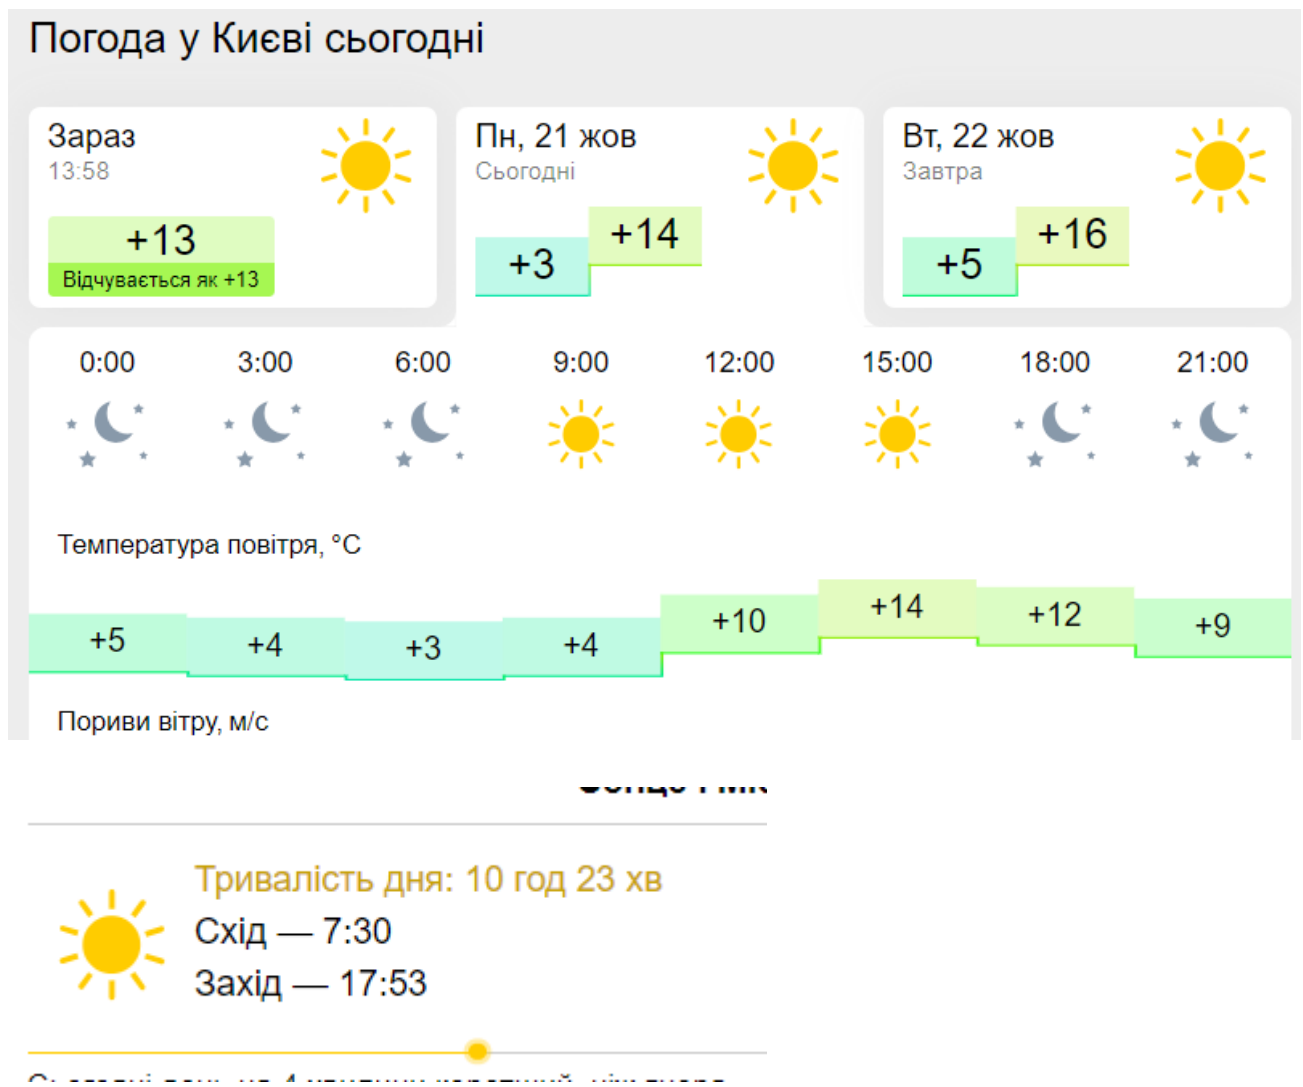 Погода у Києві сьогодні
Зараз
13:58
+13
Відчувається як +13
Пн, 21 жов
Сьогодні
+3 +14
Вт, 22 жов
Завтра
+5 +16
0:00 3:00 6:00 9:00 12:00 15:00 18:00 21:00
Температура повітря, °C
+5 +4 +3 +4 +10 +14 +12 +9
Пориви вітру, м/с
Тривалість дня: 10 год 23 хв
Схід — 7:30
Захід — 17:53